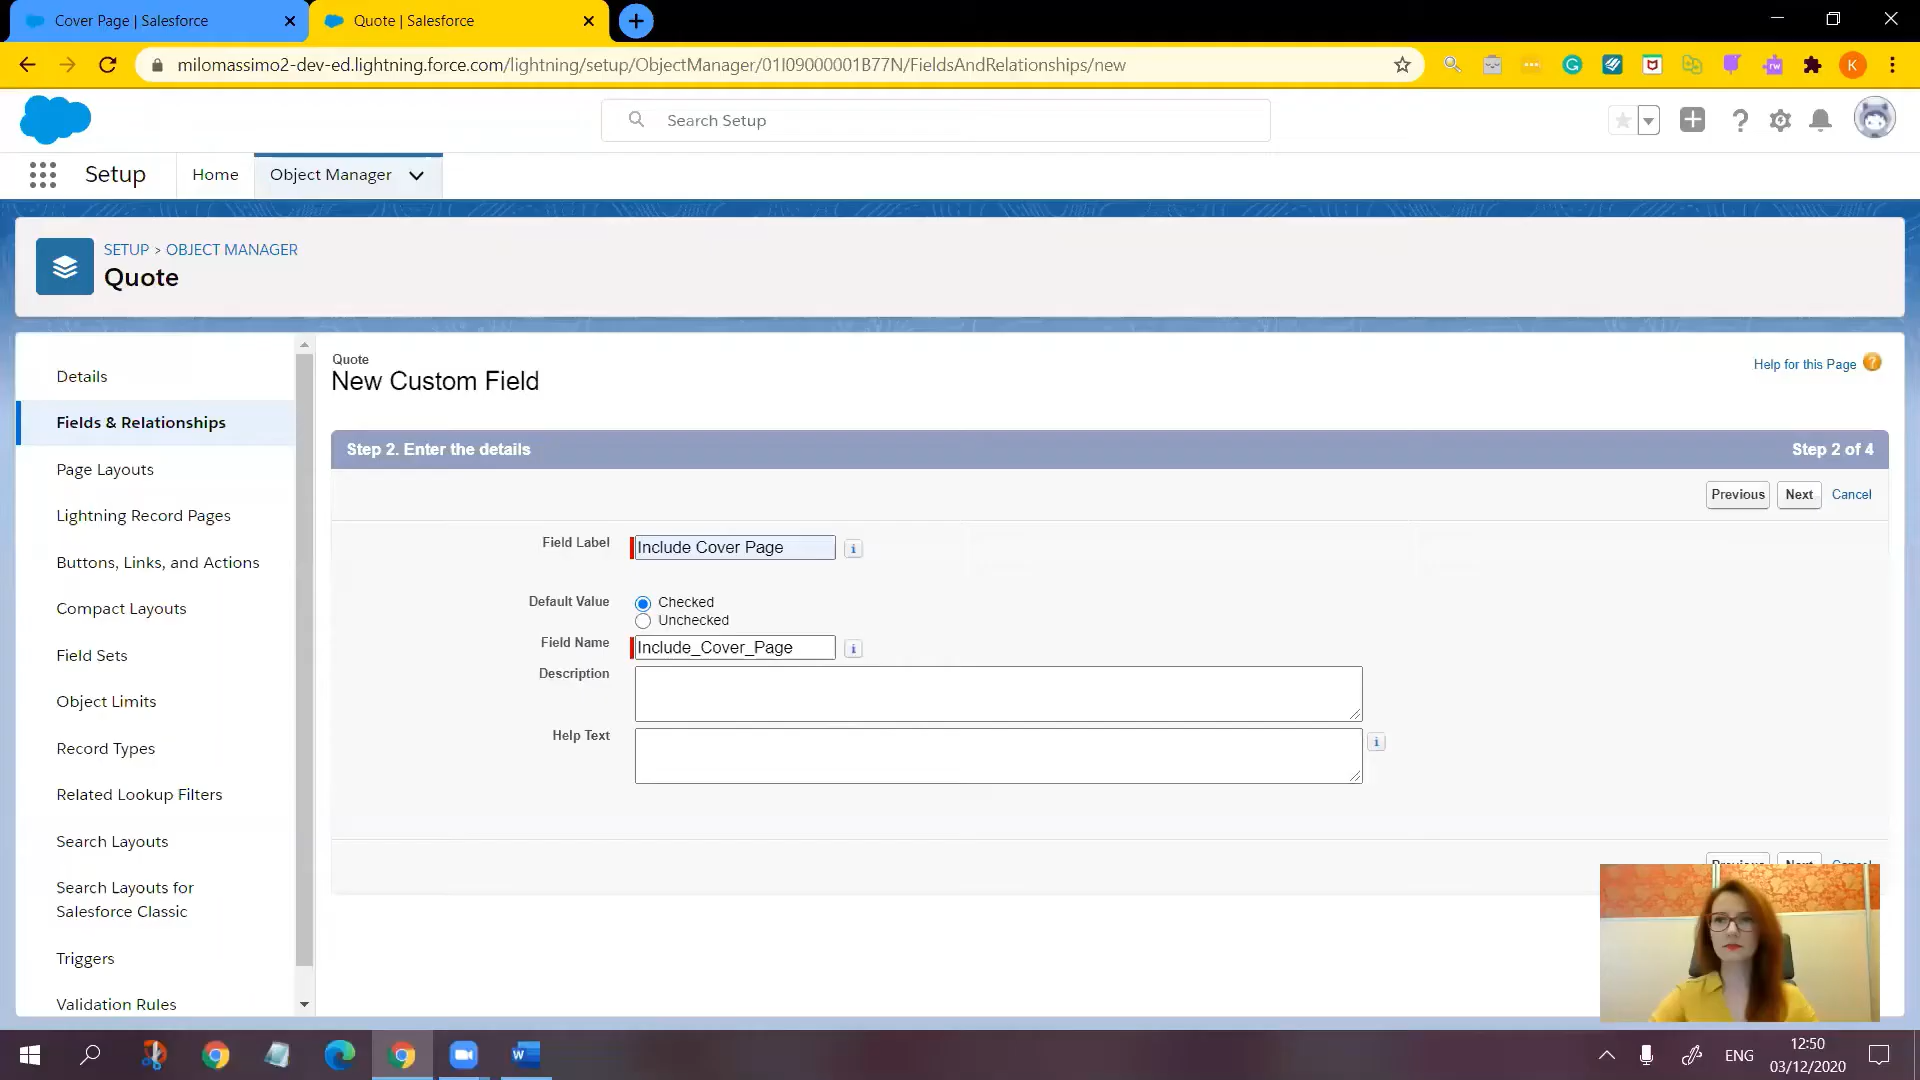 Cover Page | Salesforce
Quote | Salesforce
milomassimo2-dev-ed.lightning.force.com/lightning/setup/ObjectManager/01I09000001B77N/FieldsAndRelationships/new
K
Search Setup
Setup
Home
Object Manager
SETUP > OBJECT MANAGER
Quote
Details
Fields & Relationships
Page Layouts
Lightning Record Pages
Buttons, Links, and Actions
Compact Layouts
Field Sets
Object Limits
Record Types
Related Lookup Filters
Search Layouts
Search Layouts for
Salesforce Classic
Triggers
Validation Rules
Quote
New Custom Field
Help for this Page ?
Step 2. Enter the details
Step 2 of 4
Previous
Next
Cancel
Field Label
Include Cover Page
i
Default Value
Checked
Unchecked
Field Name
Include_Cover_Page
i
Description
Help Text
i
Previous
Next
Cancel
ENG
12:50
03/12/2020